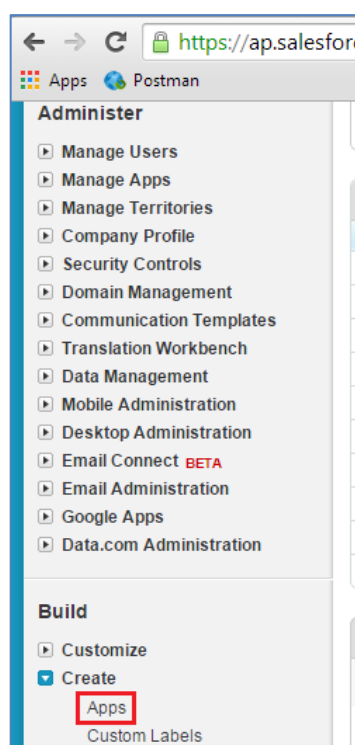 https://ap.salesfor
Apps Postman
Administer
Manage Users
Manage Apps
Manage Territories
Company Profile
Security Controls
Domain Management
Communication Templates
Translation Workbench
Data Management
Mobile Administration
Desktop Administration
Email Connect BETA
Email Administration
Google Apps
Data.com Administration
Build
Customize
Create
Apps
Custom Labels